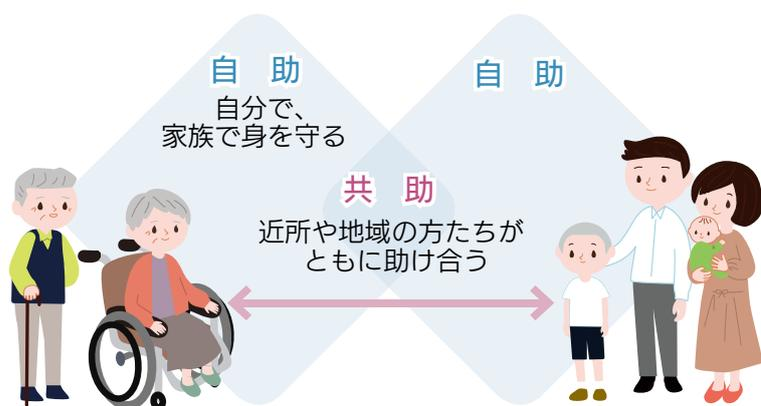 自　助
自分で、
家族で身を守る
自　助
共　助
近所や地域の方たちが
ともに助け合う